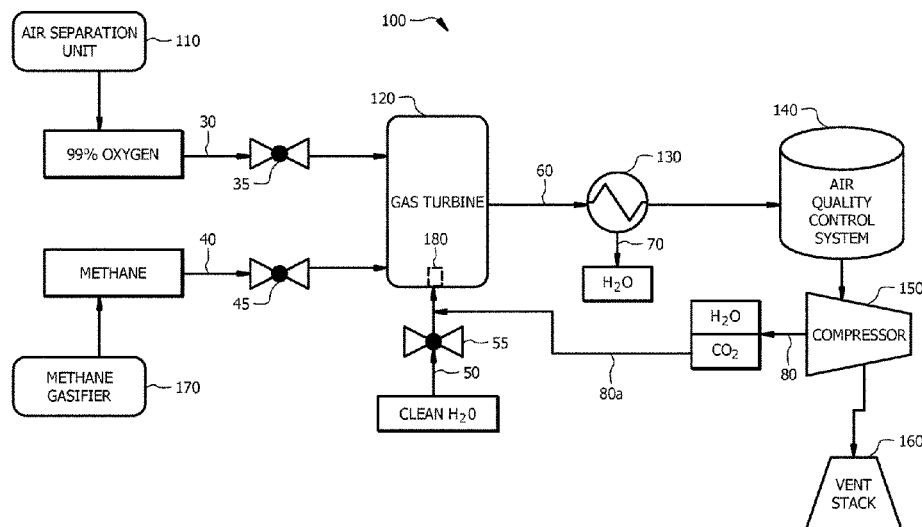 100
AIR SEPARATION
UNIT
110
120
140
99% OXYGEN
30
35
GAS TURBINE
60
130
AIR
QUALITY
CONTROL
SYSTEM
METHANE
40
45
180
70
H₂O
150
COMPRESSOR
METHANE
GASIFIER
170
55
50
CLEAN H₂0
80a
H₂O
CO₂
80
160
VENT
STACK